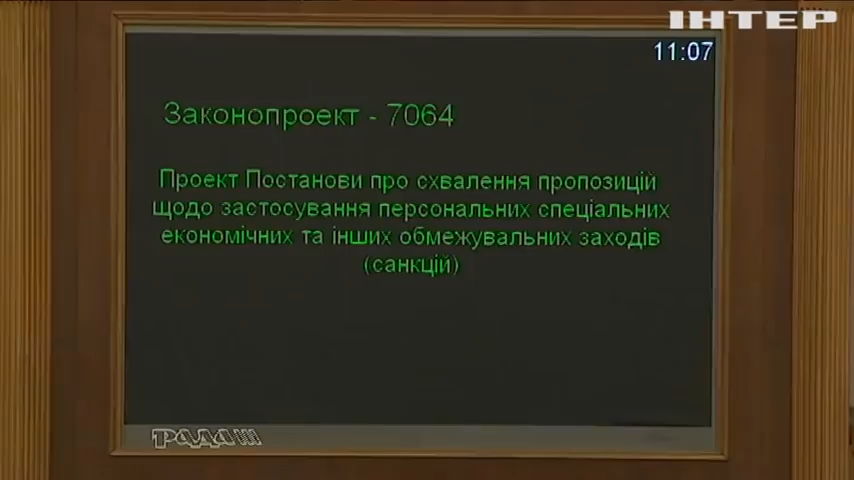 ІНТЕР
11:07
Законопроект - 7064
Проект Постанови про схвалення пропозицій
щодо застосування персональних спеціальних
економічних та інших обмежувальних заходів
(санкцій)
РАДА